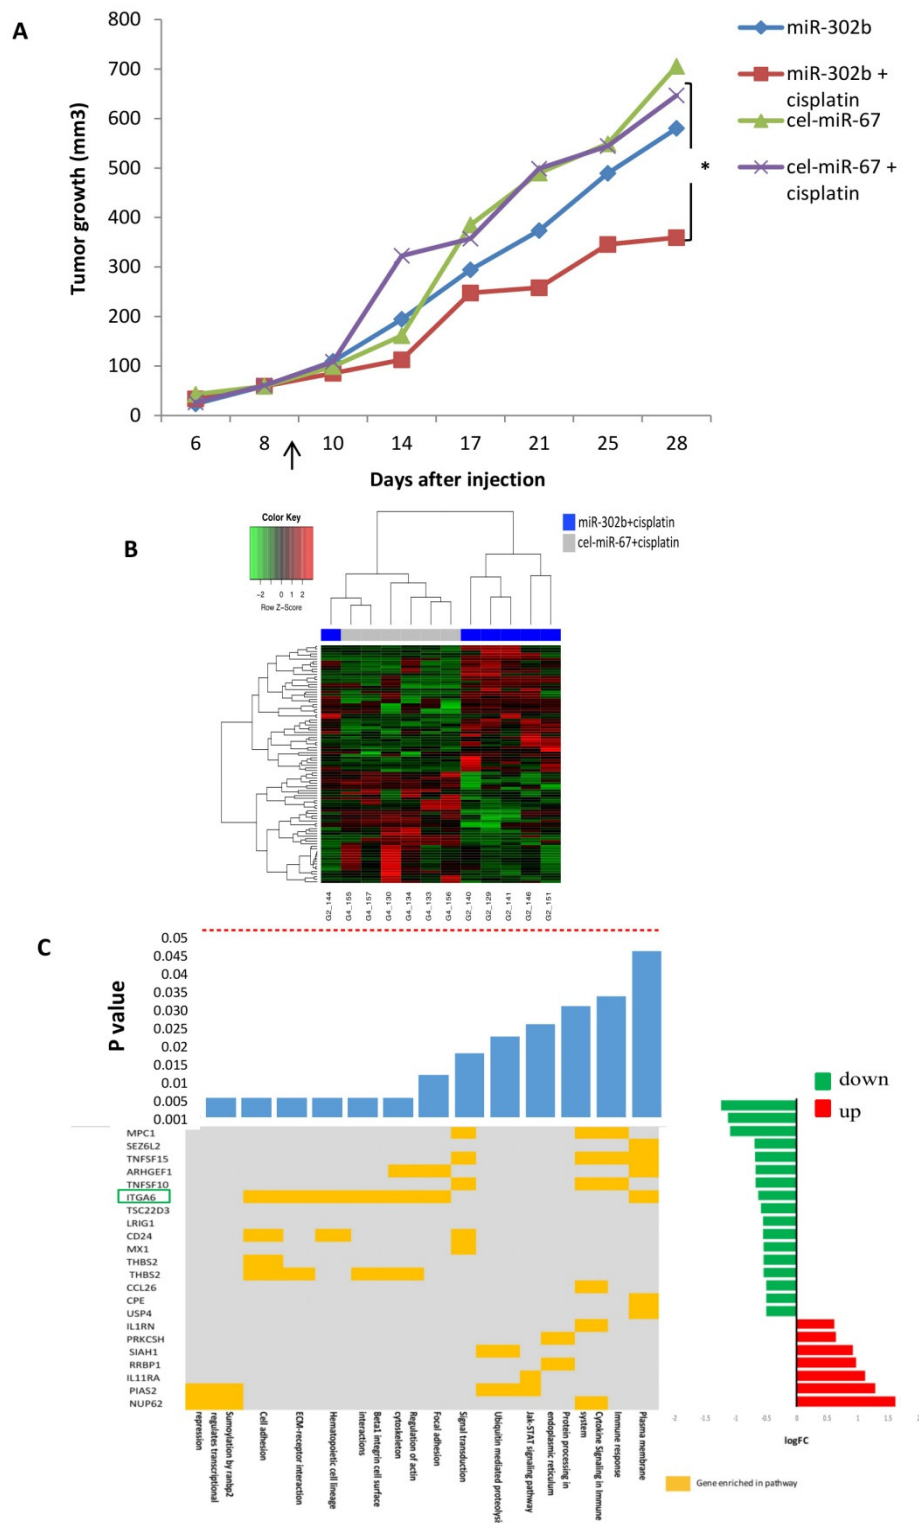 A
800
700
600
500
400
300
200
100
0
Tumor growth (mm3)
6 8 10 14 17 21 25 28
Days after injection
miR-302b
miR-302b +
cisplatin
cel-miR-67
cel-miR-67 +
cisplatin
*
B
Color Key
-2 -1 0 1 2
Row Z-Score
miR-302b+cisplatin
cel-miR-67+cisplatin
G2_144
G4_155
G4_157
G4_130
G4_134
G4_133
G4_156
G2_140
G2_129
G2_141
G2_146
G2_151
C
P value
0.05
0.045
0.04
0.035
0.030
0.025
0.02
0.015
0.01
0.005
0.001
MPC1
SEZ6L2
TNFSF15
ARHGEF1
TNFSF10
ITGA6
TSC22D3
LRIG1
CD24
MX1
THBS2
THBS2
CCL26
CPE
USP4
IL1RN
PRKCSH
SIAH1
RRBP1
IL11RA
PIAS2
NUP62
Sumoylation by ranbp2
regulates transcriptional
repression
Cell adhesion
ECM-receptor interaction
Hematopoietic cell lineage
Beta1 integrin cell surface
interactions
Regulation of actin
cytoskeleton
Focal adhesion
Signal transduction
Ubiquitin mediated proteolysi
Jak-STAT signaling pathway
Protein processing in
endoplasmic reticulum
Cytokine Signaling in Immune
system
Immune response
Plasma membrane
down
up
-2 -1 -0.5 0 0.5 1 1.5 2
logFC
Gene enriched in pathway